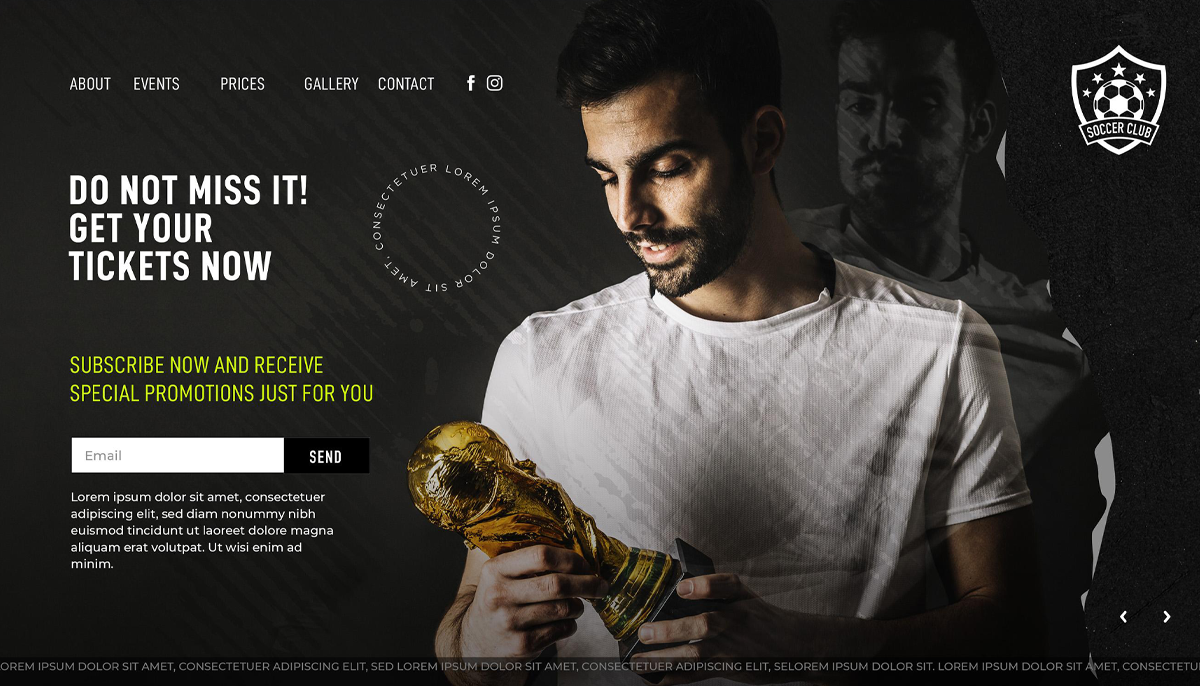 ABOUT EVENTS PRICES GALLERY CONTACT
SOCCER CLUB
DO NOT MISS IT!
GET YOUR
TICKETS NOW
CONSECTETUER LOREM IPSUM DOLOR SIT AMET,
SUBSCRIBE NOW AND RECEIVE
SPECIAL PROMOTIONS JUST FOR YOU
Email
SEND
Lorem ipsum dolor sit amet, consectetuer
adipiscing elit, sed diam nonummy nibh
euismod tincidunt ut laoreet dolore magna
aliquam erat volutpat. Ut wisi enim ad
minim.
OREM IPSUM DOLOR SIT AMET, CONSECTETUER ADIPISCING ELIT, SED LOREM IPSUM DOLOR SIT AMET, CONSECTETUER ADIPISCING ELIT, SELOREM IPSUM DOLOR SIT. LOREM IPSUM DOLOR SIT AMET, CONSECTETU